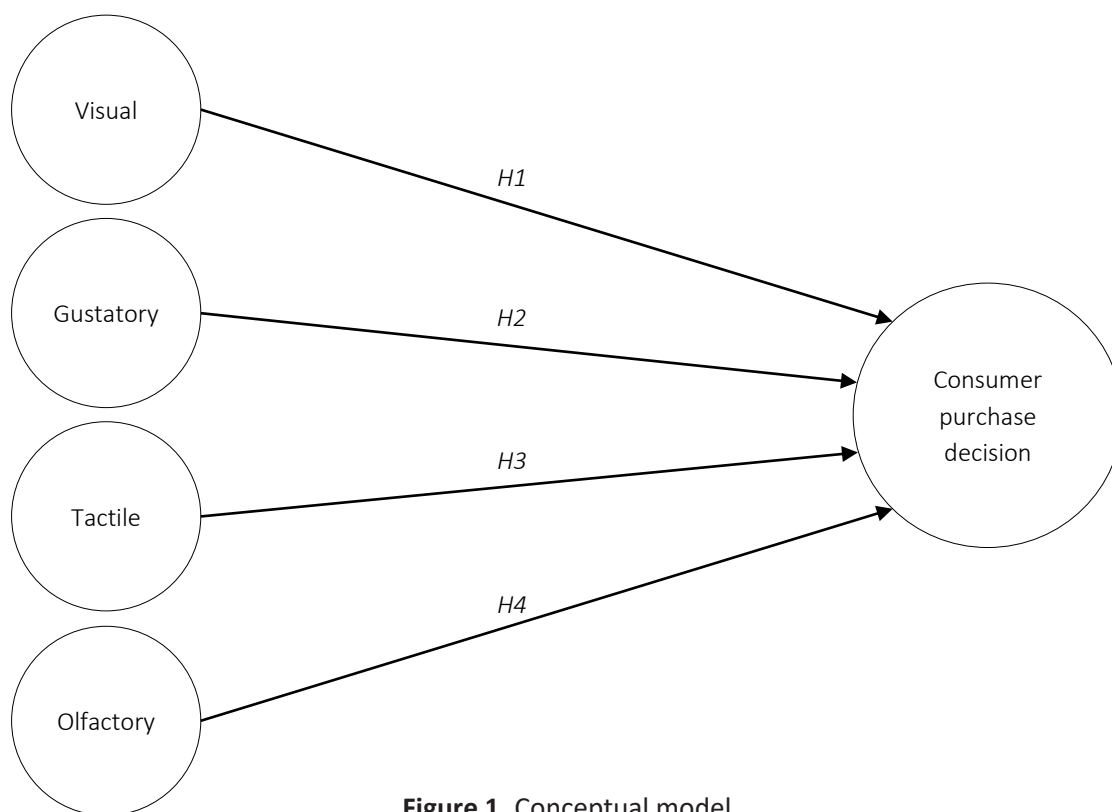 Visual
H1
Gustatory
H2
Consumer
purchase
decision
Tactile
H3
H4
Olfactory
Figure 1. Conceptual model